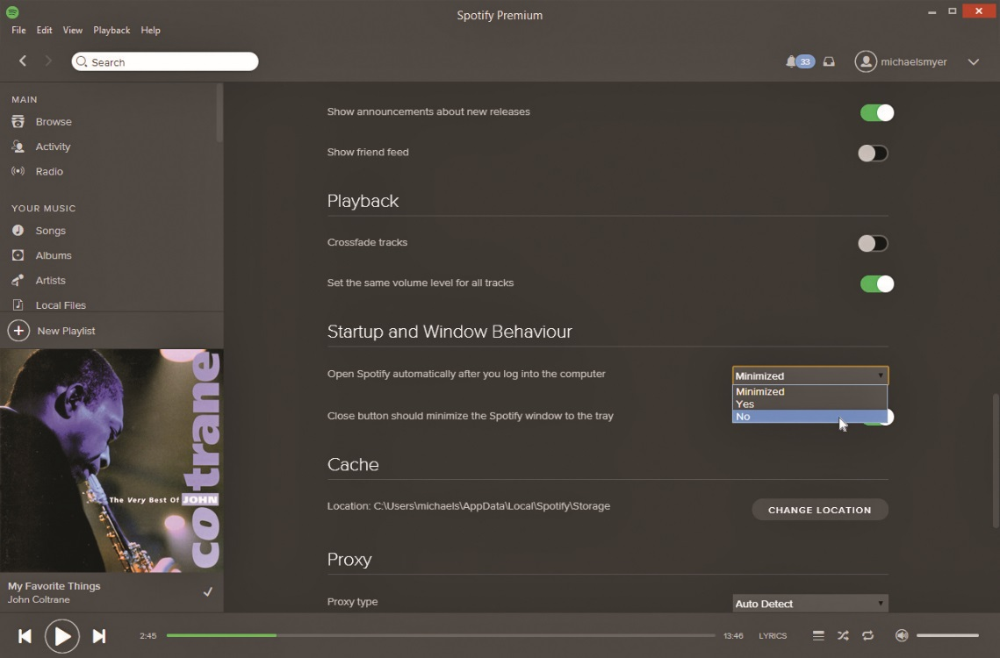 Spotify Premium
File Edit View Playback Help
Search
33
michaelsmyer
MAIN
Browse
Activity
Radio
YOUR MUSIC
Songs
Albums
Artists
Local Files
New Playlist
The Very Best Of JOHN
coltrane
My Favorite Things
John Coltrane
Show announcements about new releases
Show friend feed
Playback
Crossfade tracks
Set the same volume level for all tracks
Startup and Window Behaviour
Open Spotify automatically after you log into the computer
Minimized
Minimized
Yes
No
Close button should minimize the Spotify window to the tray
Cache
Location: C:\Users\michaels\AppData\Local\Spotify\Storage
CHANGE LOCATION
Proxy
Proxy type
Auto Detect
2:45
13:46
LYRICS